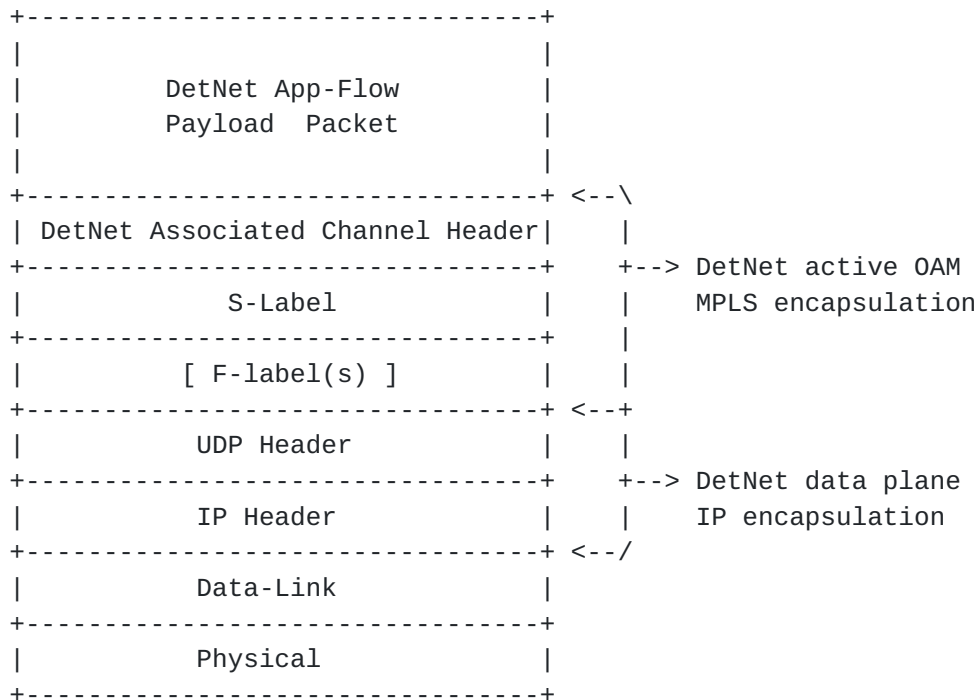 +---------------------------------+
|                                 |
|         DetNet App-Flow         |
|         Payload  Packet         |
|                                 |
+---------------------------------+ <--\
| DetNet Associated Channel Header|    |
+---------------------------------+    +--> DetNet active OAM
|             S-Label             |    |    MPLS encapsulation
+---------------------------------+    |
|          [ F-label(s) ]         |    |
+---------------------------------+ <--+
|           UDP Header            |    |
+---------------------------------+    +--> DetNet data plane
|           IP Header             |    |    IP encapsulation
+---------------------------------+ <--/
|           Data-Link             |
+---------------------------------+
|           Physical              |
+---------------------------------+